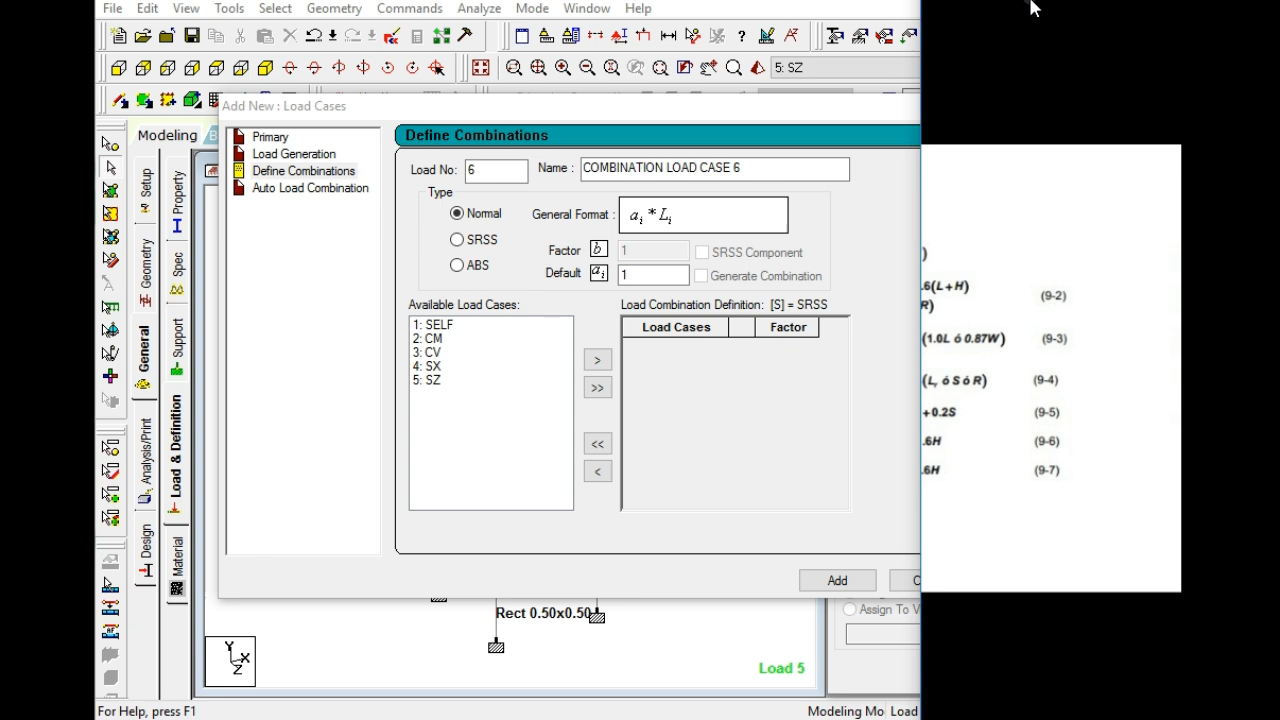 File Edit View Tools Select Geometry Commands Analyze Mode Window Help
5: SZ
Add New : Load Cases
Modeling
Primary
Load Generation
Define Combinations
Auto Load Combination
Define Combinations
Load No: 6 Name : COMBINATION LOAD CASE 6
Type
Normal
SRSS
ABS
General Format : ai * Li
Factor b 1 SRSS Component
Default ai 1 Generate Combination
Available Load Cases:
1: SELF
2: CM
3: CV
4: SX
5: SZ
>
>>
<<
<
Load Combination Definition: [S] = SRSS
Load Cases Factor
Add
Setup
Geometry
General
Analysis/Print
Design
Property
Spec
Support
Load & Definition
Material
Rect 0.50x0.50
Y
X
Z
Load 5
Assign To V
For Help, press F1
Modeling Mo Load
)
.6(L+H)
R)
(9-2)
(1.0L ó 0.87W) (9-3)
(L, ó S ó R) (9-4)
+0.2S (9-5)
.6H (9-6)
.6H (9-7)